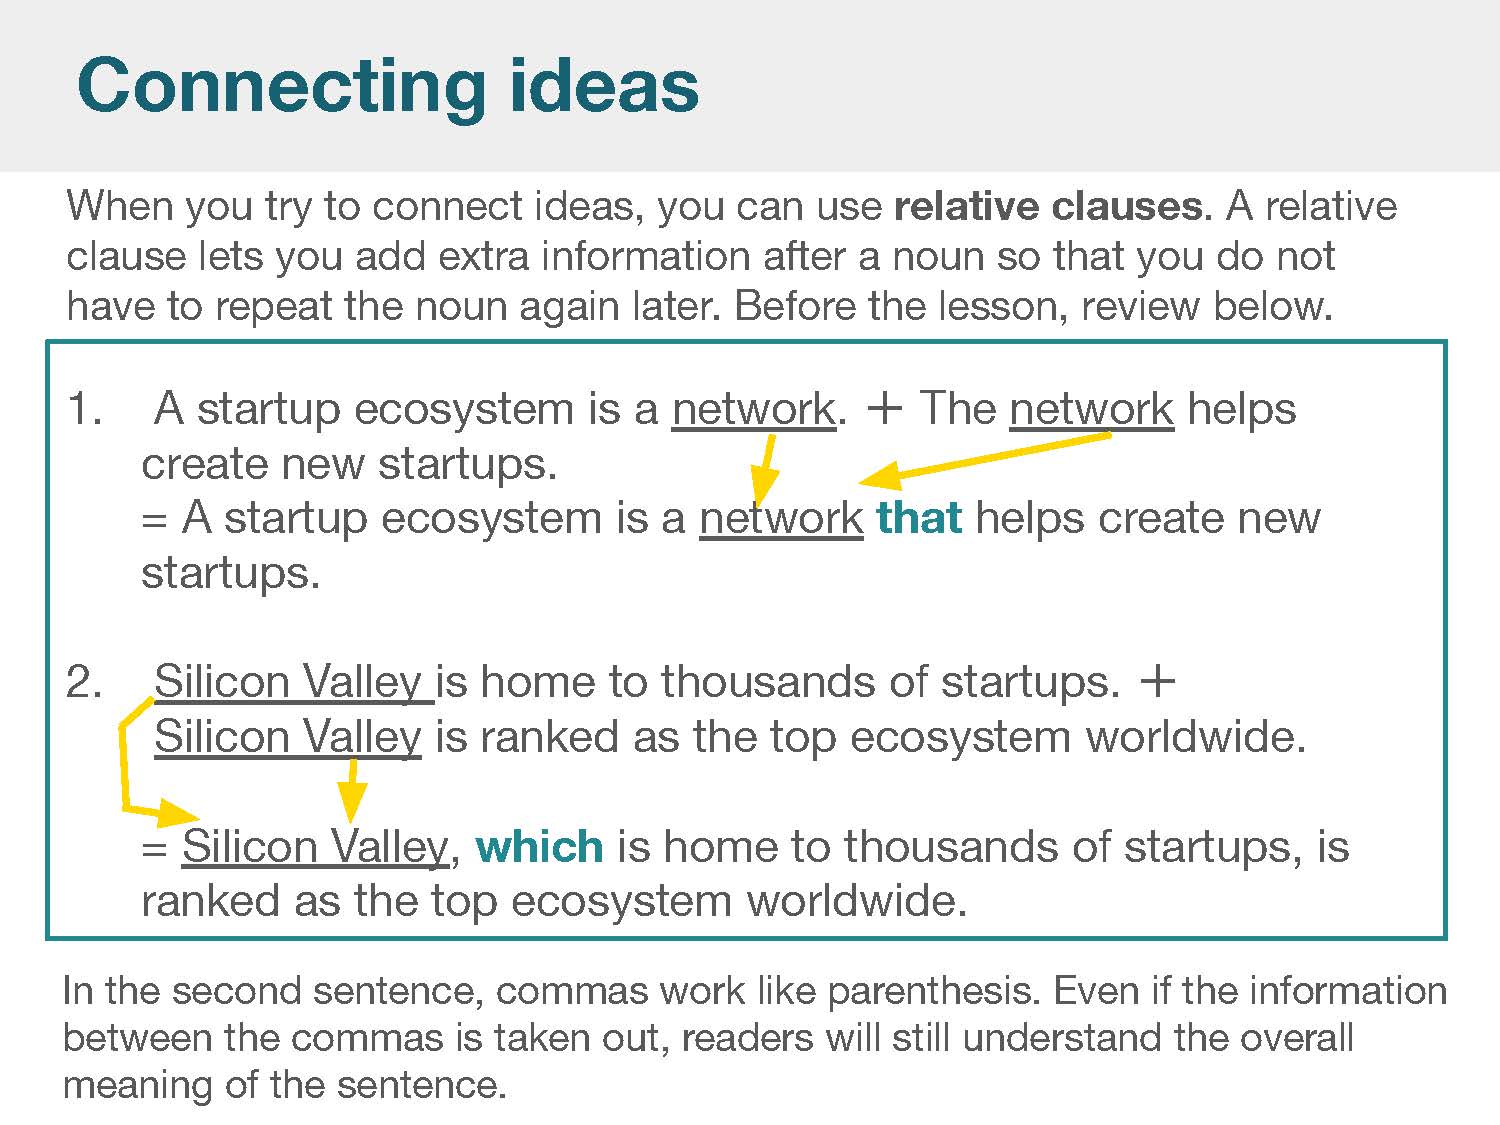 Connecting ideas
When you try to connect ideas, you can use relative clauses. A relative
clause lets you add extra information after a noun so that you do not
have to repeat the noun again later. Before the lesson, review below.
1. A startup ecosystem is a network. + The network helps
create new startups.
= A startup ecosystem is a network that helps create new
startups.
2. Silicon Valley is home to thousands of startups. +
Silicon Valley is ranked as the top ecosystem worldwide.
= Silicon Valley, which is home to thousands of startups, is
ranked as the top ecosystem worldwide.
In the second sentence, commas work like parenthesis. Even if the information
between the commas is taken out, readers will still understand the overall
meaning of the sentence.